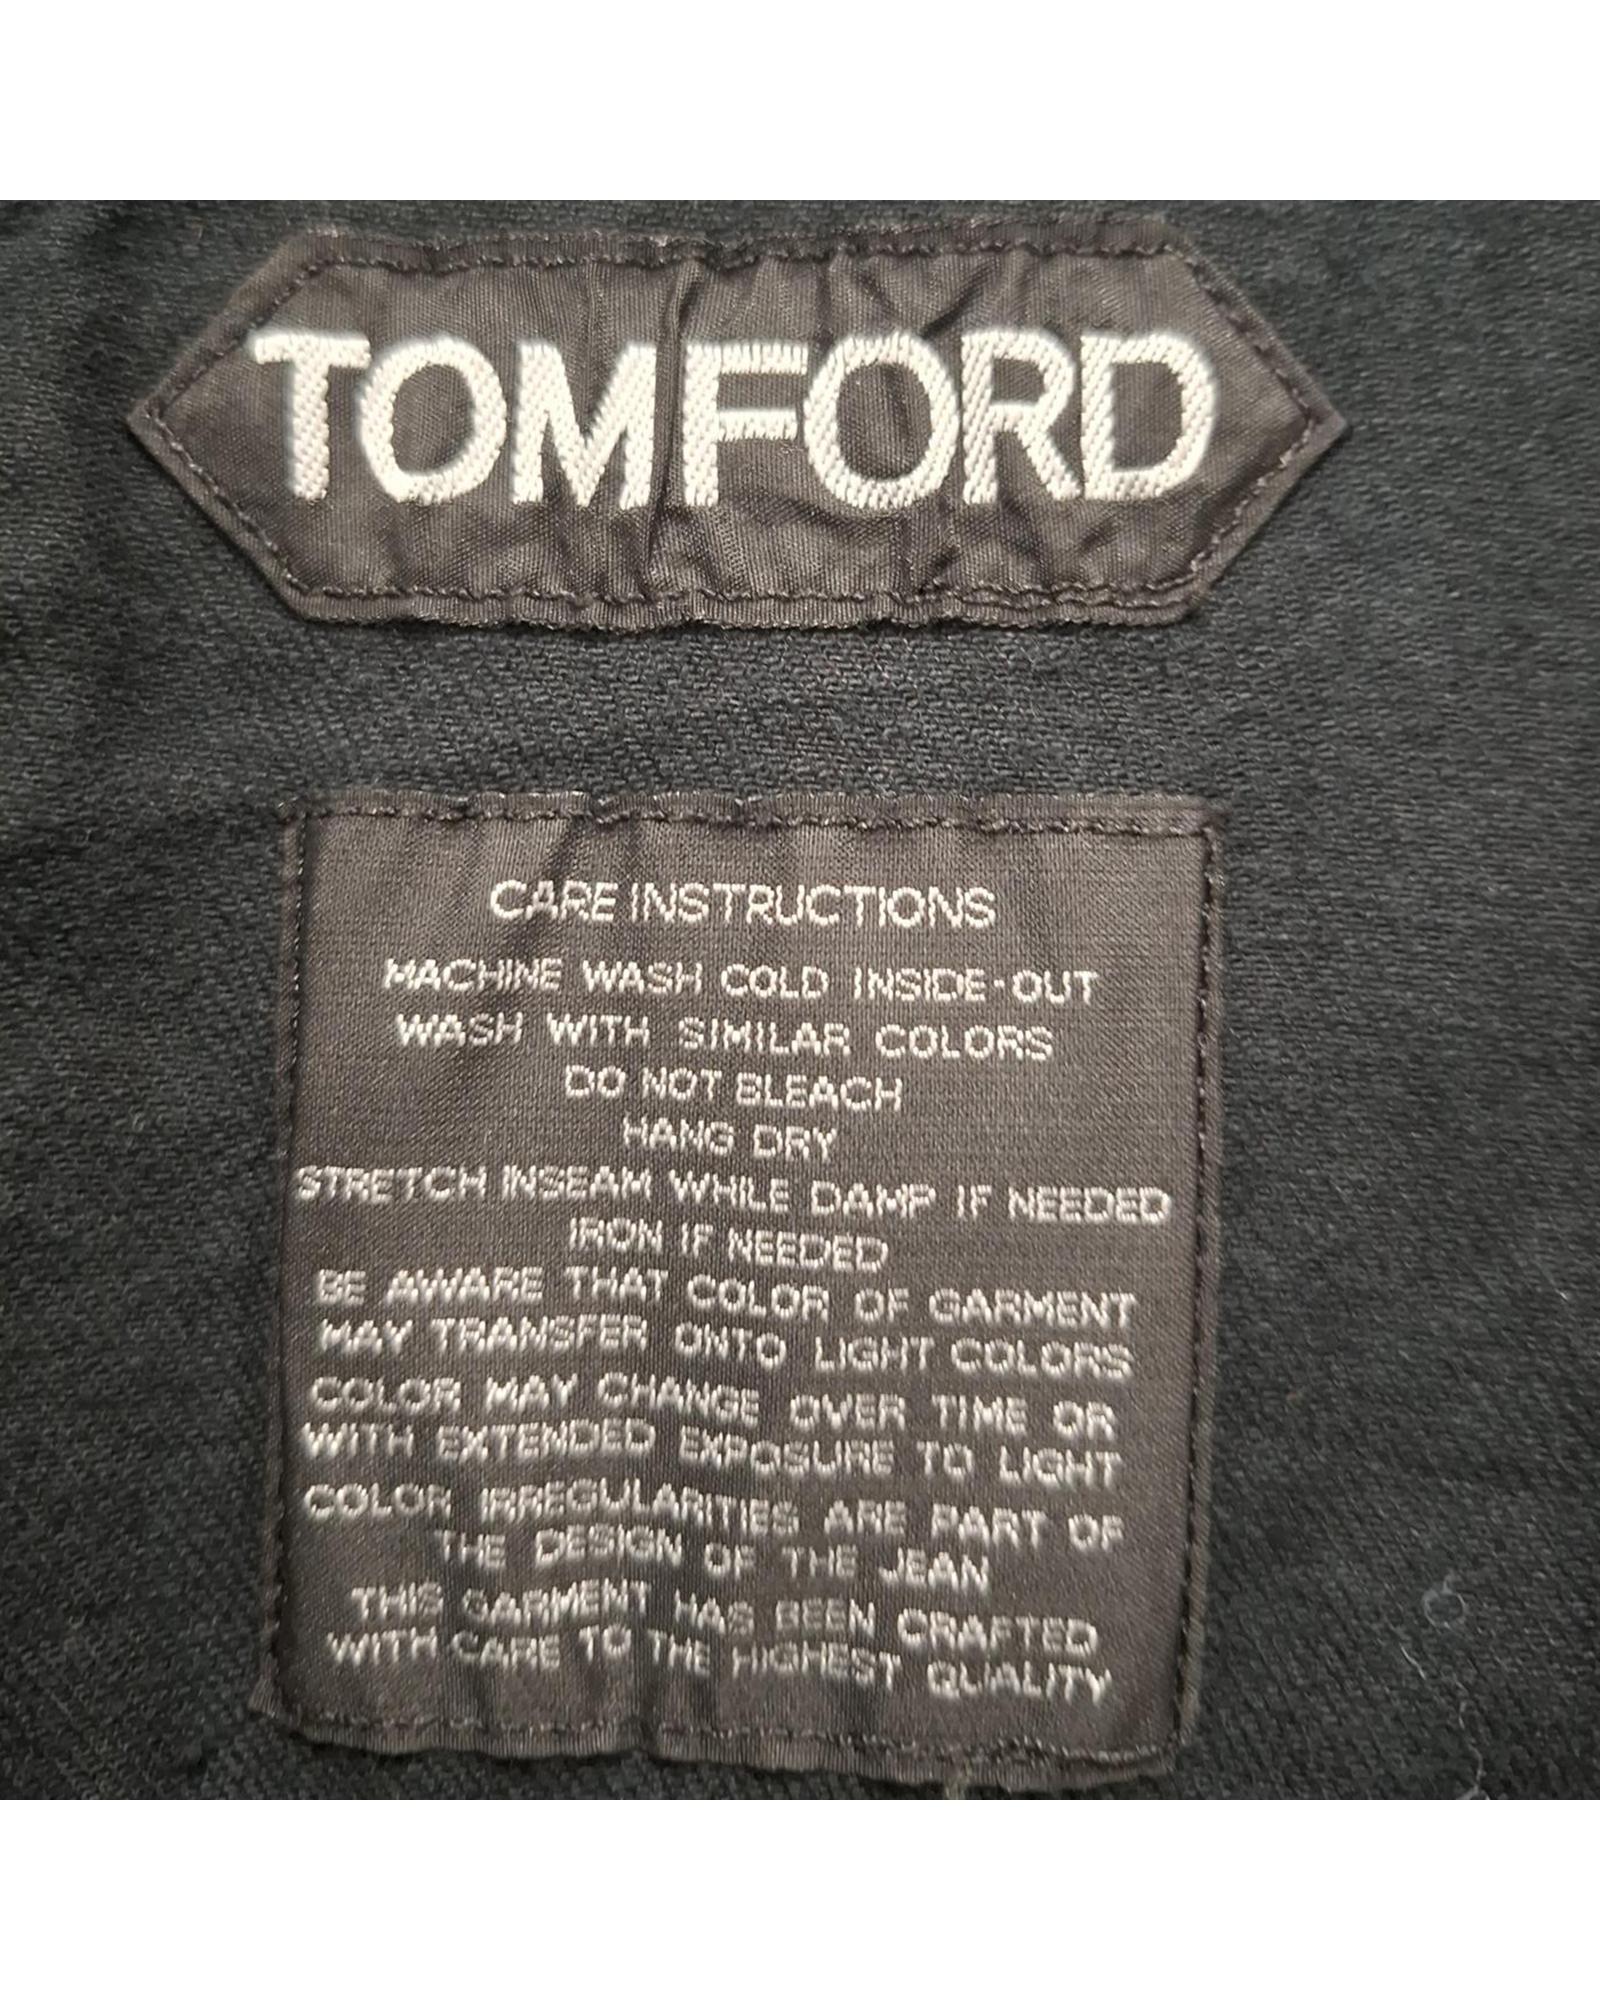 TOM FORD
CARE INSTRUCTIONS
MACHINE WASH COLD INSIDE-OUT
WASH WITH SIMILAR COLORS
DO NOT BLEACH
HANG DRY
STRETCH INSEAM WHILE DAMP IF NEEDED
IRON IF NEEDED
BE AWARE THAT COLOR OF GARMENT
MAY TRANSFER ONTO LIGHT COLORS
COLOR MAY CHANGE OVER TIME OR
WITH EXTENDED EXPOSURE TO LIGHT
COLOR IRREGULARITIES ARE PART OF
THE DESIGN OF THE JEAN
THIS GARMENT HAS BEEN CRAFTED
WITH CARE TO THE HIGHEST QUALITY